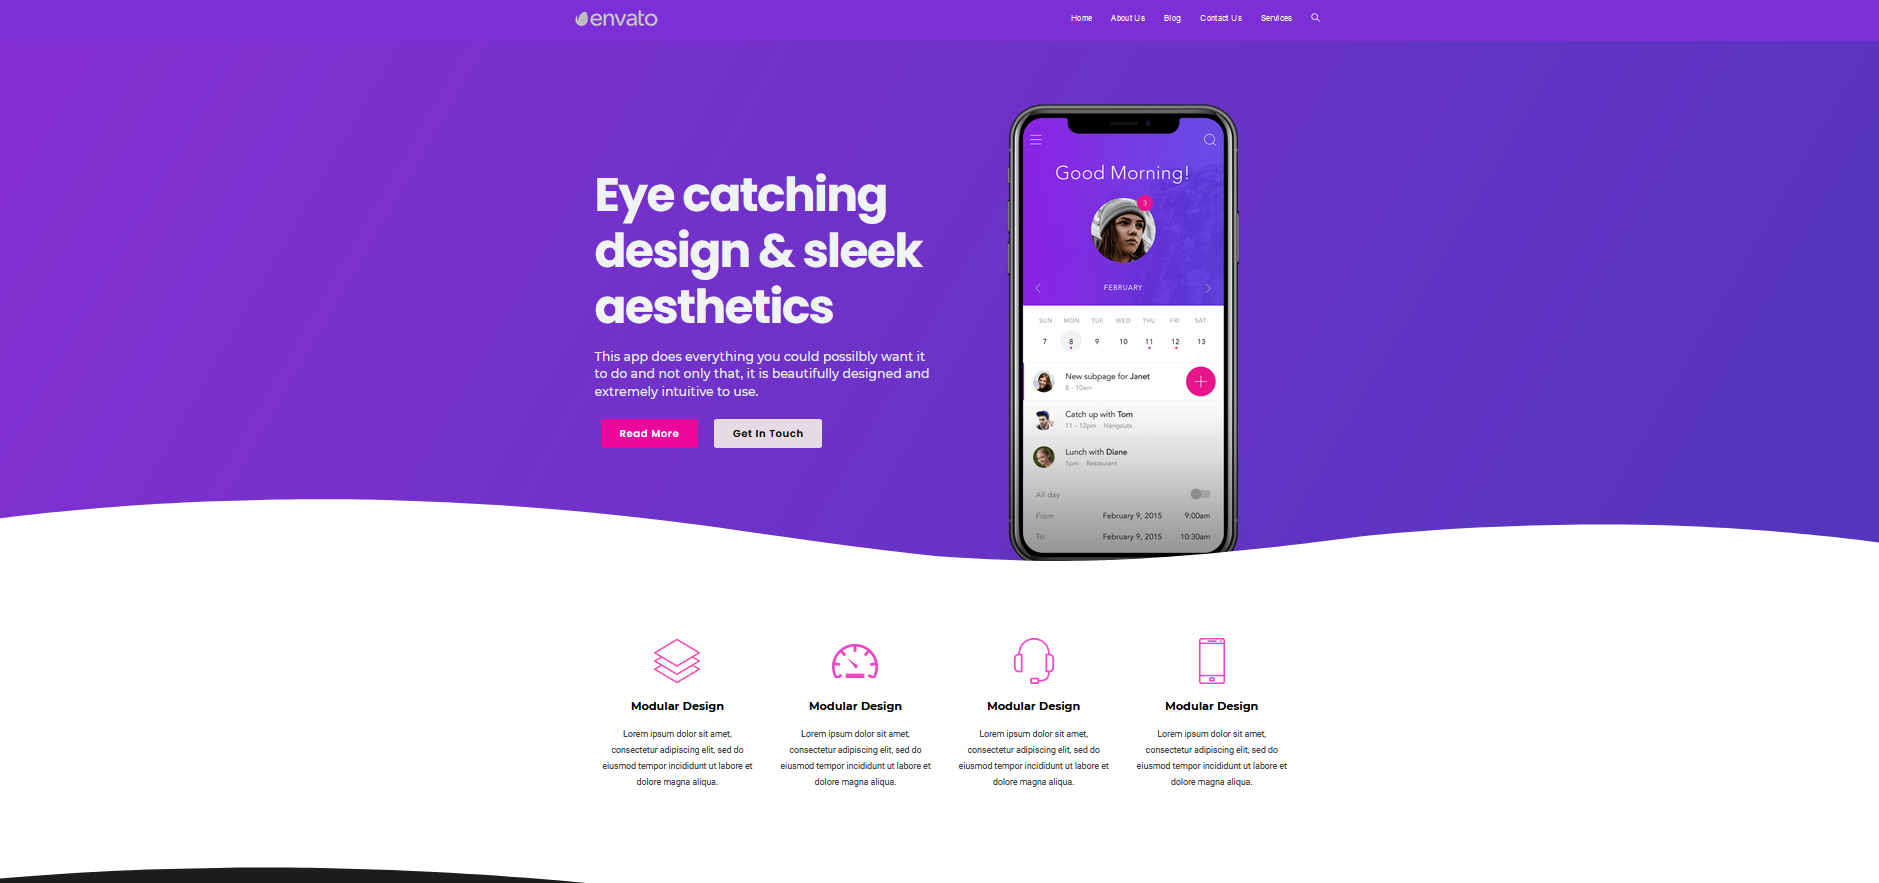 envato
Home About Us Blog Contact Us Services
Eye catching
design & sleek
aesthetics
This app does everything you could possilbly want it
to do and not only that, it is beautifully designed and
extremely intuitive to use.
Read More Get In Touch
Good Morning!
3
FEBRUARY
SUN MON TUE WED THU FRI SAT
7 8 9 10 11 12 13
New subpage for Janet
8 - 10am
Catch up with Tom
11 - 12pm Hangouts
Lunch with Diane
1pm Restaurant
All day
From February 9, 2015 9:00am
To February 9, 2015 10:30am
Modular Design
Lorem ipsum dolor sit amet,
consectetur adipiscing elit, sed do
eiusmod tempor incididunt ut labore et
dolore magna aliqua.
Modular Design
Lorem ipsum dolor sit amet,
consectetur adipiscing elit, sed do
eiusmod tempor incididunt ut labore et
dolore magna aliqua.
Modular Design
Lorem ipsum dolor sit amet,
consectetur adipiscing elit, sed do
eiusmod tempor incididunt ut labore et
dolore magna aliqua.
Modular Design
Lorem ipsum dolor sit amet,
consectetur adipiscing elit, sed do
eiusmod tempor incididunt ut labore et
dolore magna aliqua.